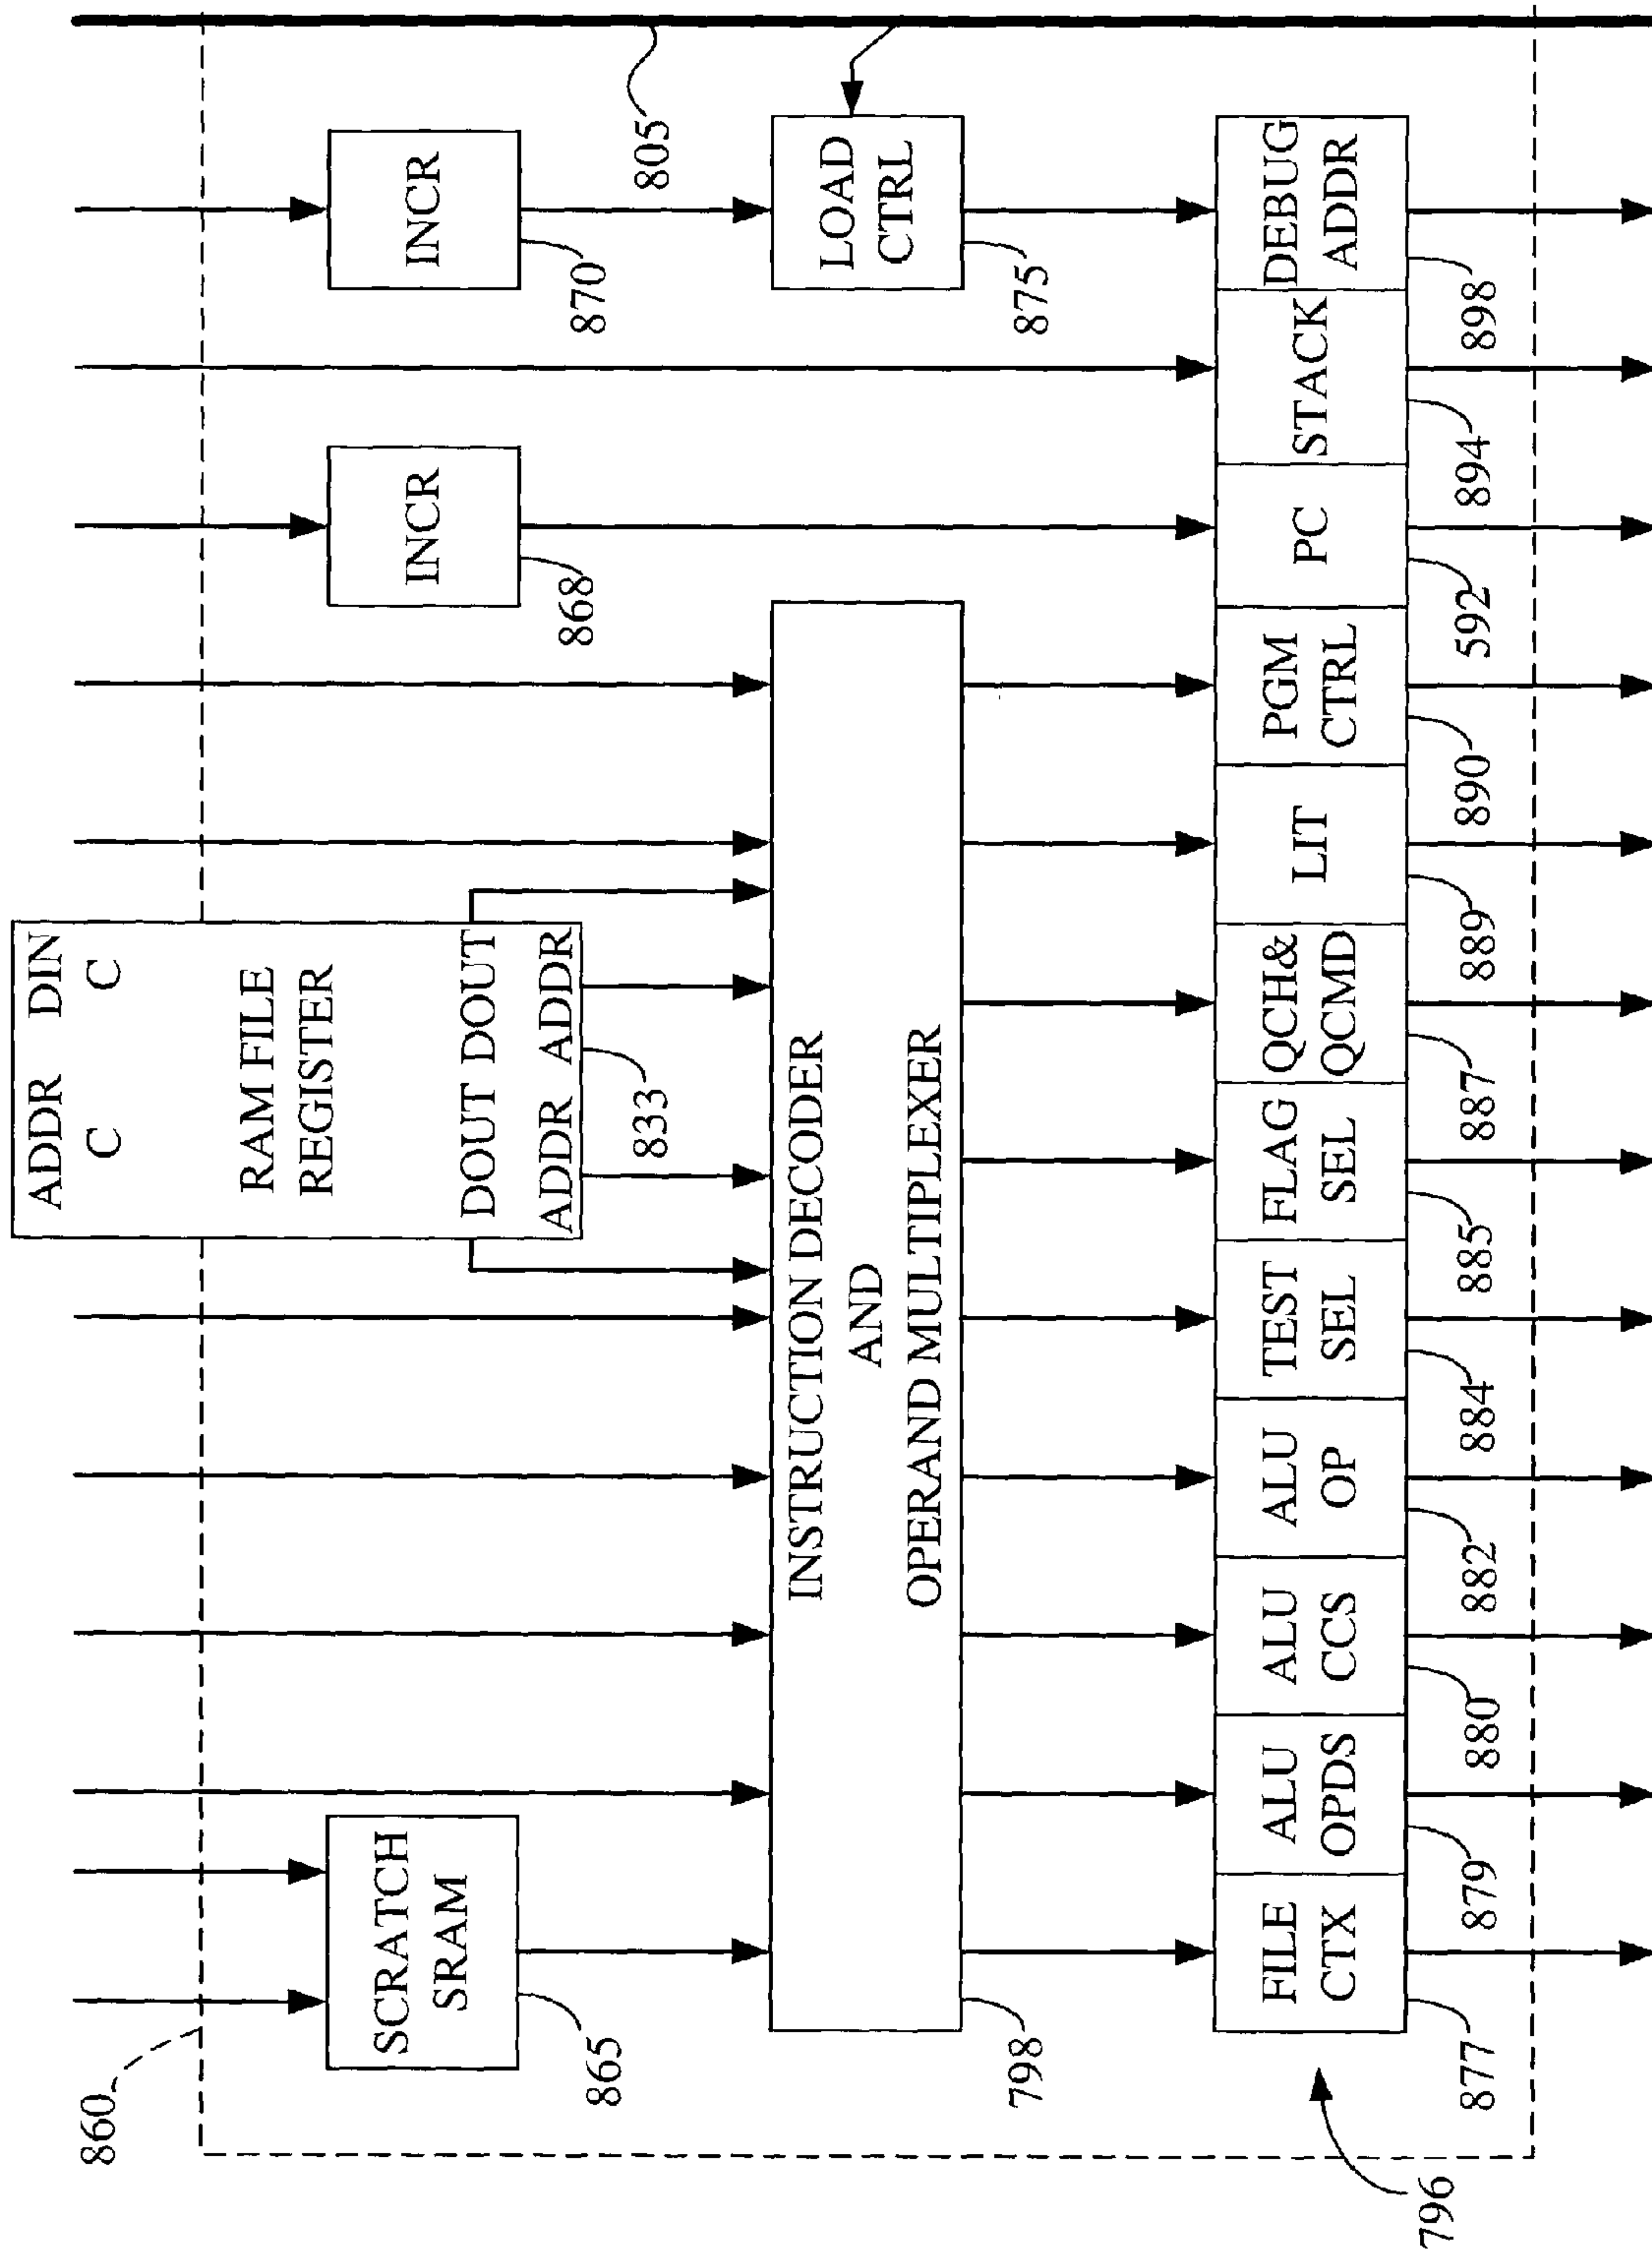 860
ADDR DIN
C C
RAM FILE
REGISTER
DOUT DOUT
ADDR ADDR
833
SCRATCH
SRAM
865
INCR
868
INCR
870
805
INSTRUCTION DECODER
AND
OPERAND MULTIPLEXER
798
LOAD
CTRL
875
FILE
CTX
877
ALU
OPDS
879
ALU
CCS
880
ALU
OP
882
TEST
SEL
884
FLAG
SEL
885
QCH&
QCMD
887
LIT
889
PGM
CTRL
890
PC
592
STACK
894
DEBUG
ADDR
898
796